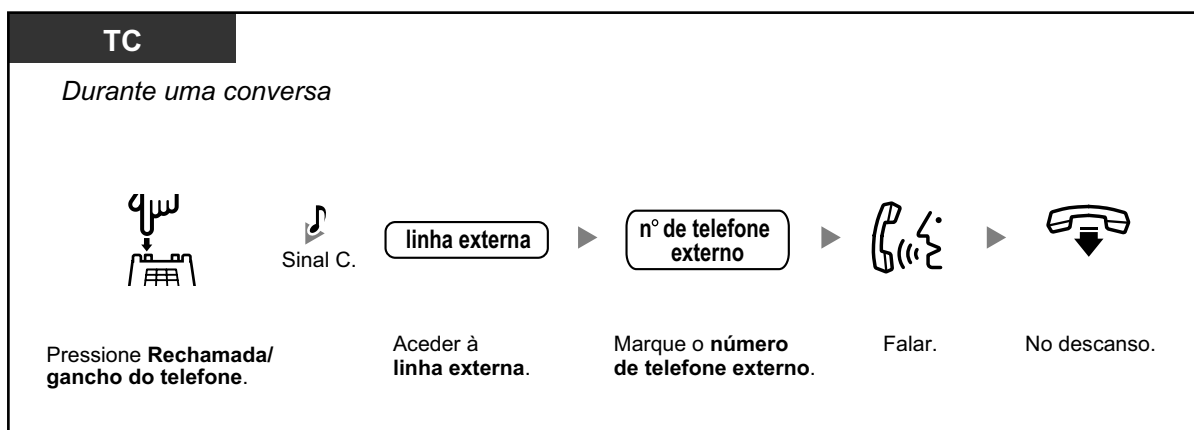 TC
Durante uma conversa
Sinal C.
linha externa
n° de telefone
externo
Pressione Rechamada/
gancho do telefone.
Aceder à
linha externa.
Marque o número
de telefone externo.
Falar.
No descanso.